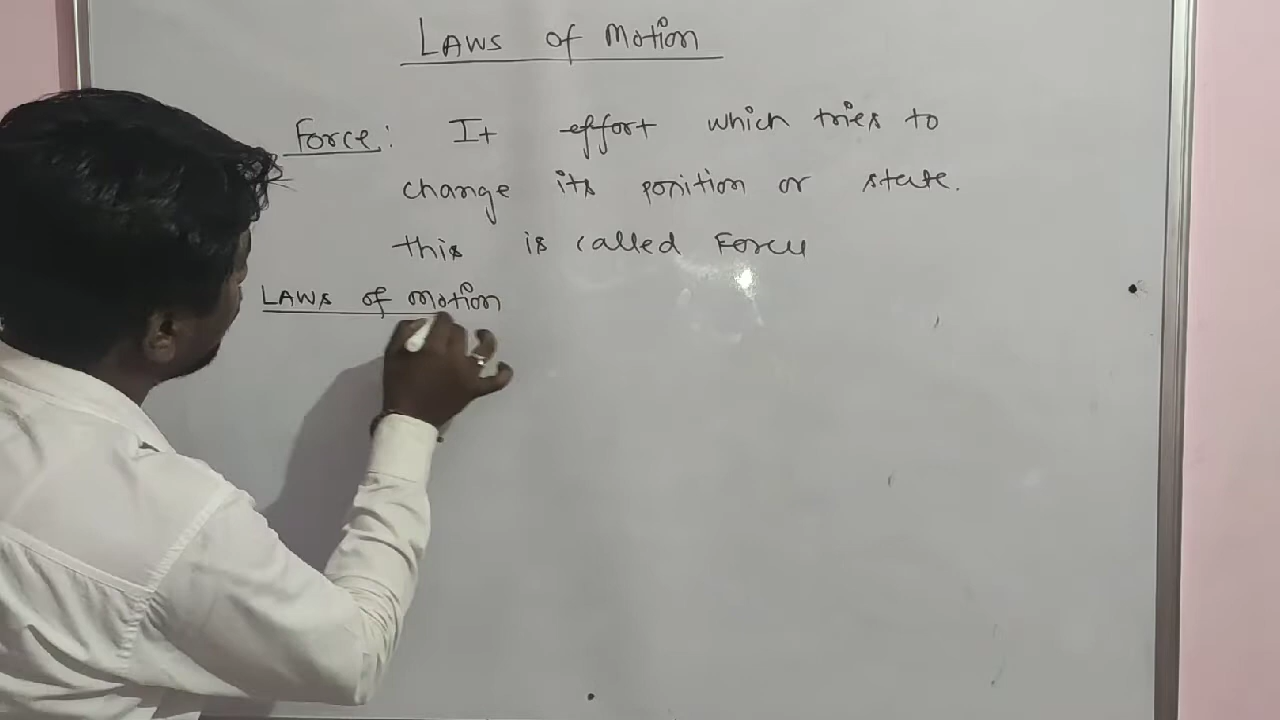 LAWS of Motion
Force: It effort which tries to
change its position or state.
this is called Force
LAWS of motion